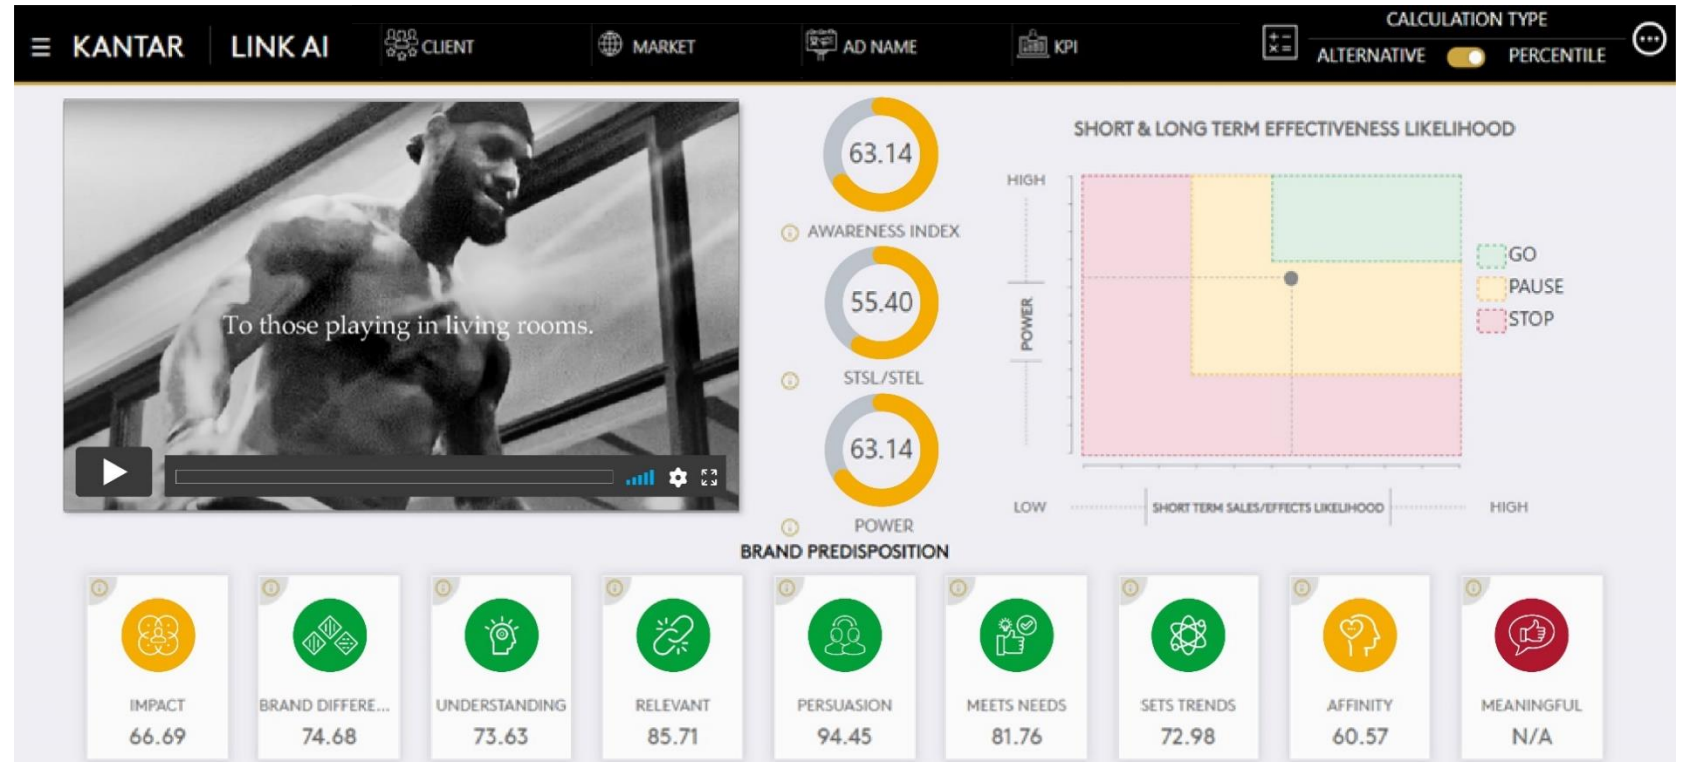 KANTAR LINK AI CLIENT MARKET AD NAME KPI
CALCULATION TYPE
ALTERNATIVE PERCENTILE
To those playing in living rooms.
63.14
AWARENESS INDEX
55.40
STSL/STEL
63.14
POWER
SHORT & LONG TERM EFFECTIVENESS LIKELIHOOD
HIGH
POWER
LOW
SHORT TERM SALES/EFFECTS LIKELIHOOD
HIGH
GO
PAUSE
STOP
BRAND PREDISPOSITION
IMPACT
66.69
BRAND DIFFERE...
74.68
UNDERSTANDING
73.63
RELEVANT
85.71
PERSUASION
94.45
MEETS NEEDS
81.76
SETS TRENDS
72.98
AFFINITY
60.57
MEANINGFUL
N/A